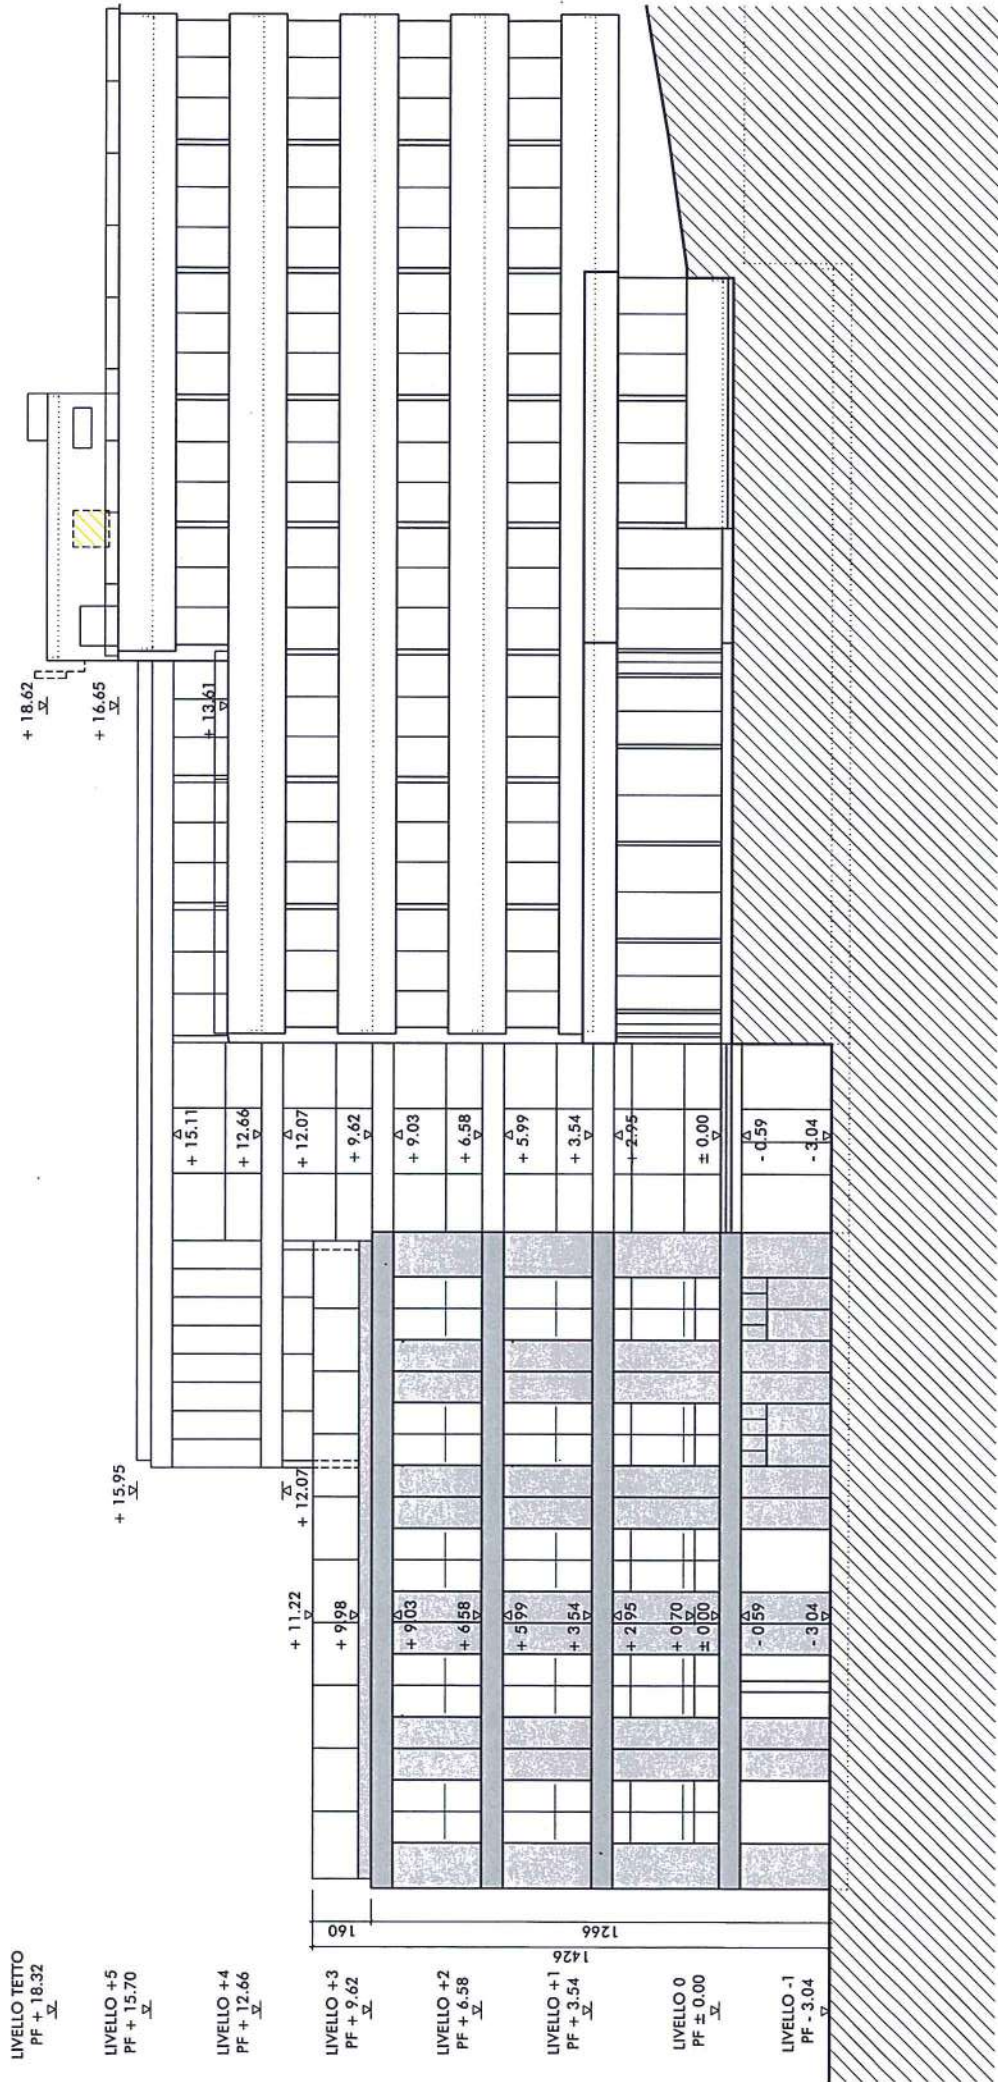 LIVELLO TETTO
PF + 18.32
LIVELLO +5
PF + 15.70
LIVELLO +4
PF + 12.66
LIVELLO +3
PF + 9.62
LIVELLO +2
PF + 6.58
LIVELLO +1
PF + 3.54
LIVELLO 0
PF ± 0.00
LIVELLO -1
PF - 3.04
160
1266
1426
+ 11.22
+ 9.98
+ 9.03
+ 6.58
+ 5.99
+ 3.54
+ 2.95
+ 0.70
± 0.00
- 0.59
- 3.04
+ 15.95
+ 12.07
+ 15.11
+ 12.66
+ 12.07
+ 9.62
+ 9.03
+ 6.58
+ 5.99
+ 3.54
+ 2.95
± 0.00
- 0.59
- 3.04
+ 18.62
+ 16.65
+ 13.61